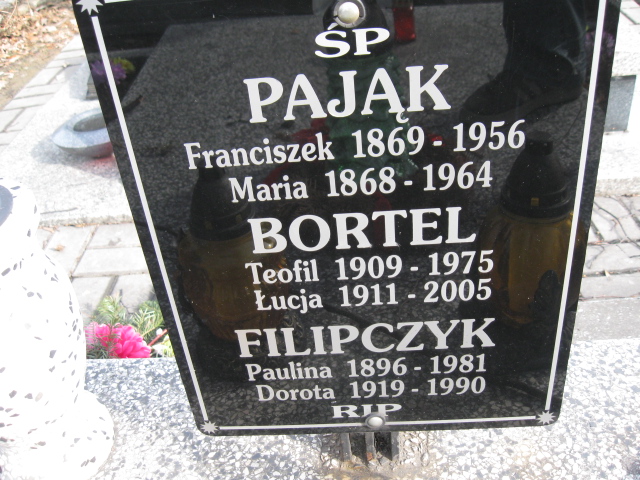 ŚP
PAJĄK
Franciszek 1869 - 1956
Maria 1868 - 1964
BORTEL
Teofil 1909 - 1975
Łucja 1911 - 2005
FILIPCZYK
Paulina 1896 - 1981
Dorota 1919 - 1990
RIP